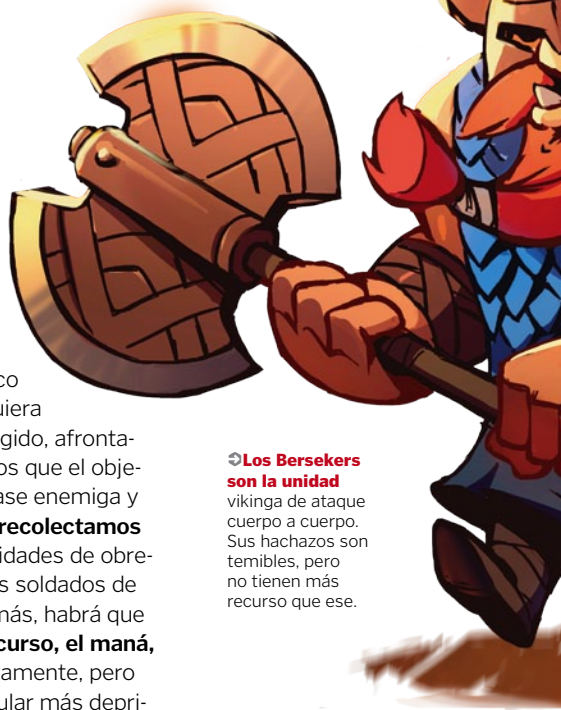 co
uiera
gido, afronta-
os que el obje-
ase enemiga y
recolectamos
idades de obre-
s soldados de
más, habrá que
curso, el maná,
amente, pero
ular más depri-
Los Bersekers
son la unidad
vikinga de ataque
cuerpo a cuerpo.
Sus hachazos son
temibles, pero
no tienen más
recurso que ese.